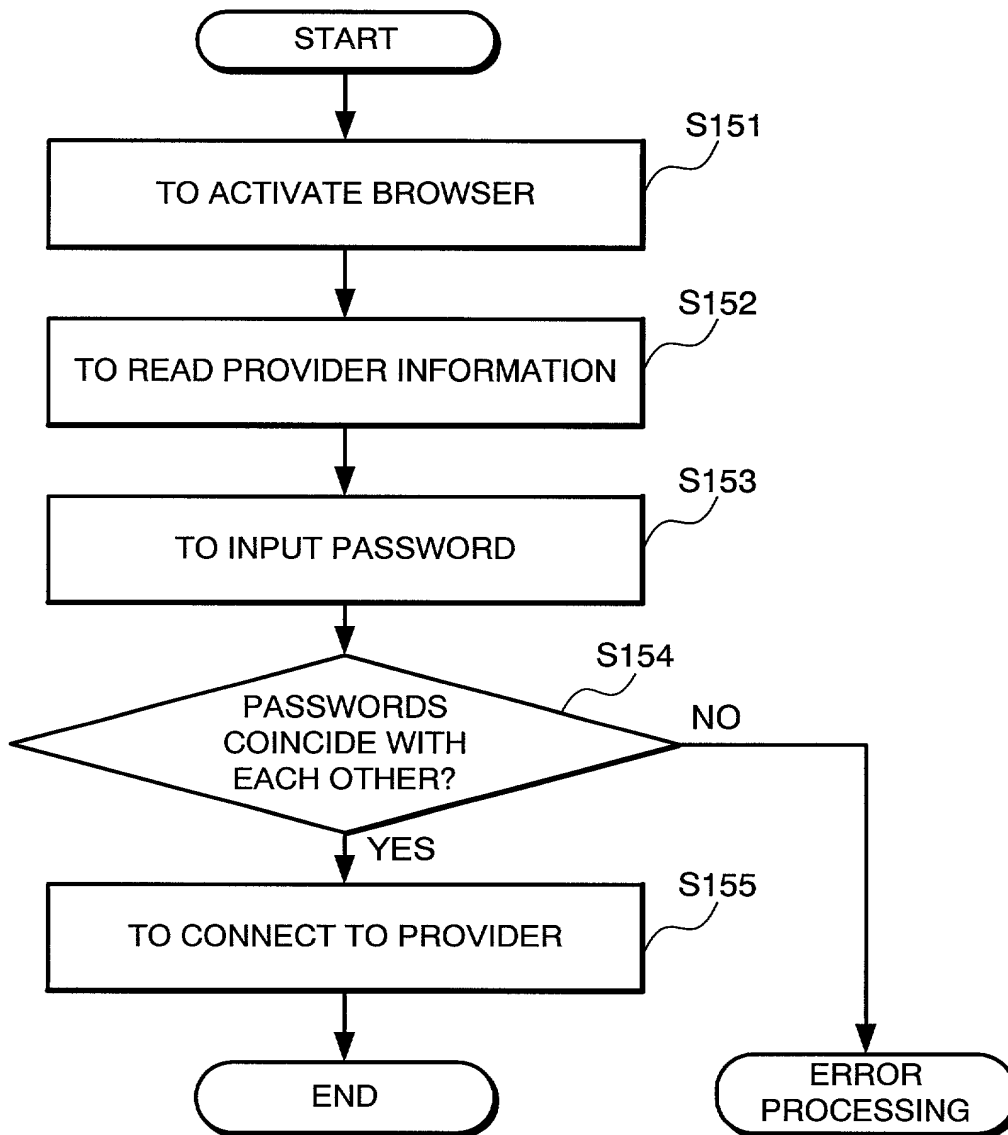 START
S151
TO ACTIVATE BROWSER
S152
TO READ PROVIDER INFORMATION
S153
TO INPUT PASSWORD
S154
PASSWORDS
COINCIDE WITH
EACH OTHER?
NO
YES
S155
TO CONNECT TO PROVIDER
END
ERROR
PROCESSING